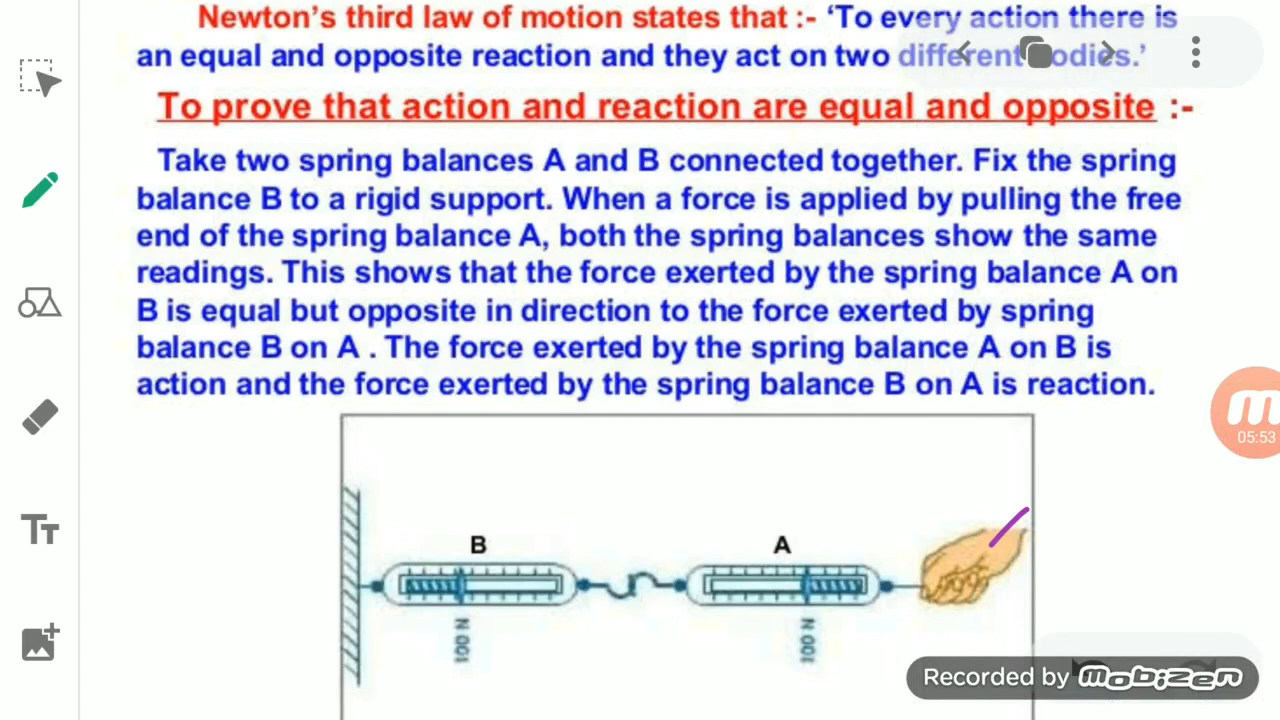 Newton’s third law of motion states that :- ‘To every action there is
an equal and opposite reaction and they act on two different bodies.’
To prove that action and reaction are equal and opposite :-
Take two spring balances A and B connected together. Fix the spring
balance B to a rigid support. When a force is applied by pulling the free
end of the spring balance A, both the spring balances show the same
readings. This shows that the force exerted by the spring balance A on
B is equal but opposite in direction to the force exerted by spring
balance B on A . The force exerted by the spring balance A on B is
action and the force exerted by the spring balance B on A is reaction.
05:53
B
A
100 N
100 N
TT
Recorded by mobizen